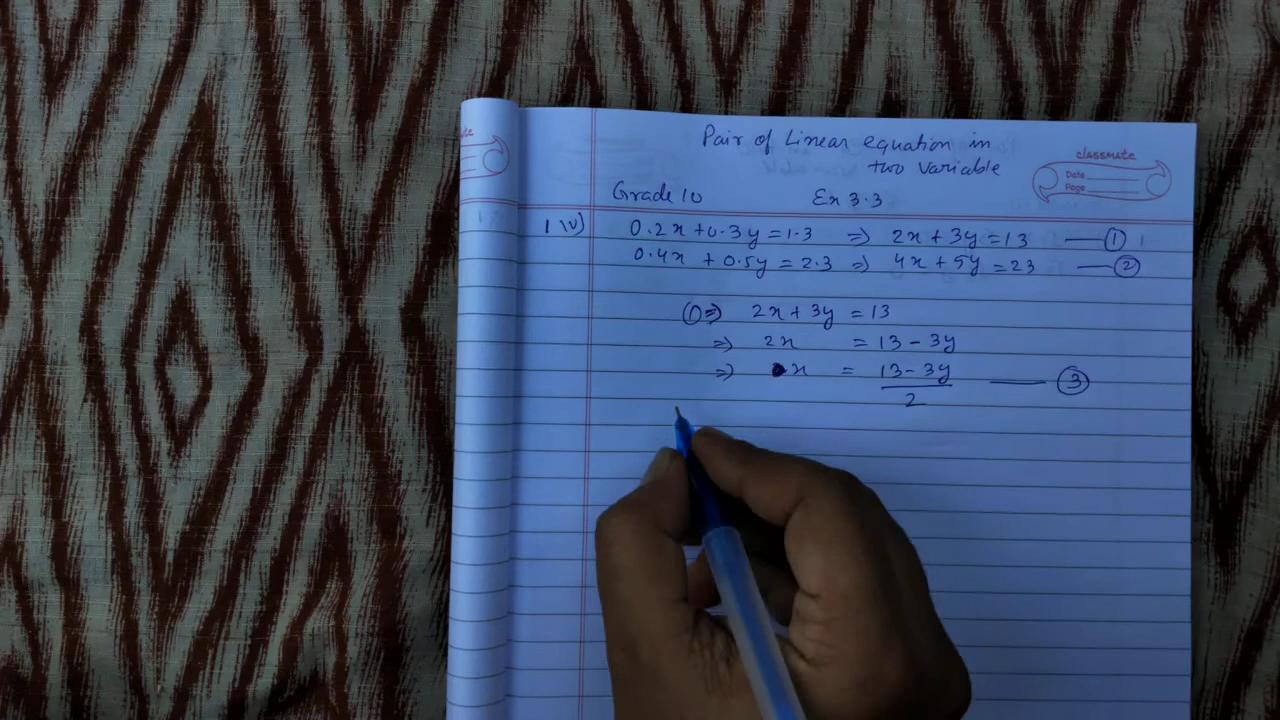 Pair of Linear equation in
two variable
classmate
Date
Page
Grade 10 Ex 3.3
0.2x + 0.3y = 1.3 ⇒ 2x + 3y = 13 —— ①
0.4x + 0.5y = 2.3 ⇒ 4x + 5y = 23 —— ②
① ⇒ 2x + 3y = 13
⇒ 2x = 13 - 3y
⇒ x = 13 - 3y —— ③
2